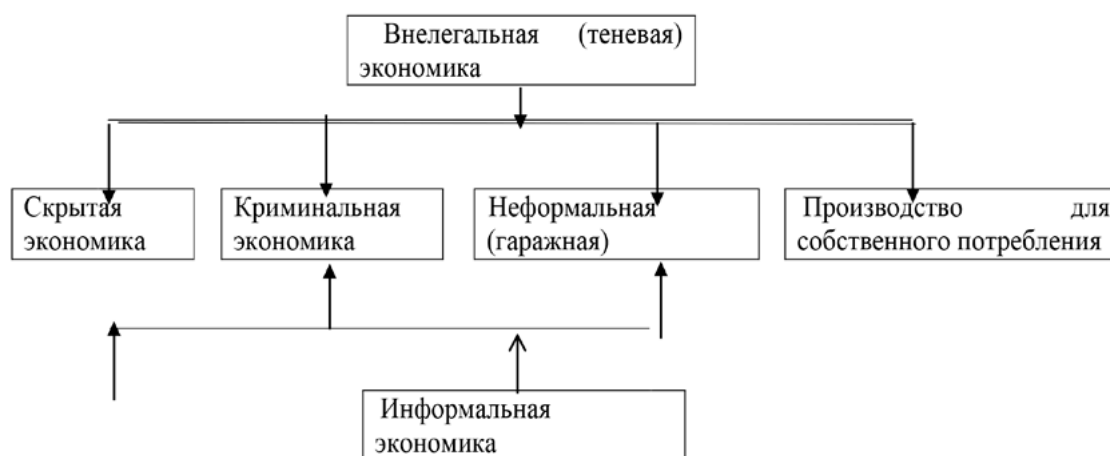 Внелегальная (теневая)
экономика
Скрытая
экономика
Криминальная
экономика
Неформальная
(гаражная)
Производство для
собственного потребления
Информальная
экономика